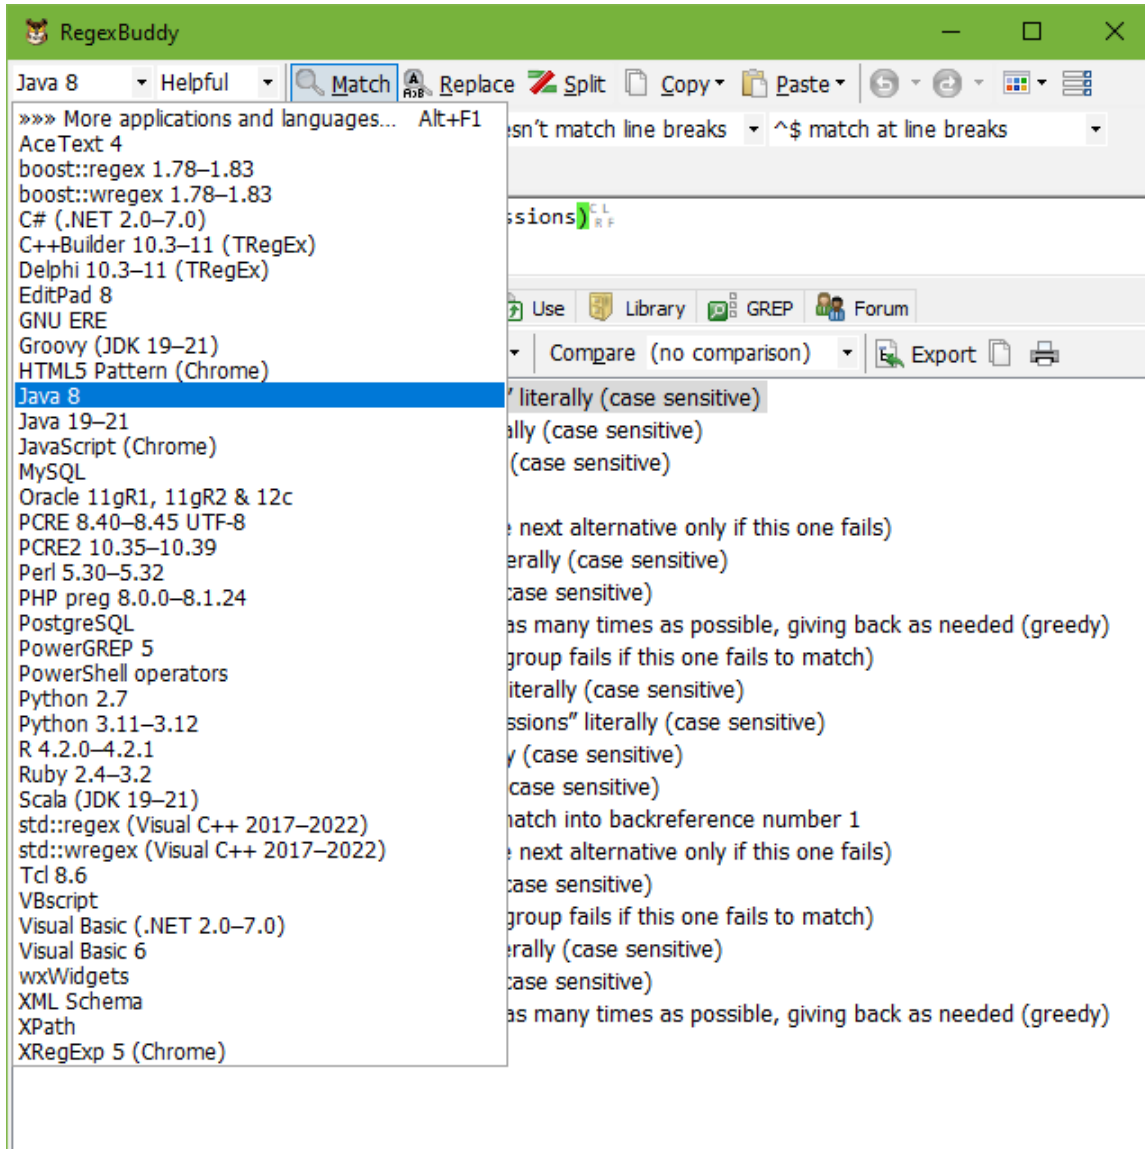 RegexBuddy
Java 8 Helpful Match Replace Split Copy Paste
»»» More applications and languages... Alt+F1
match line breaks ^$ match at line breaks
AceText 4
boost::regex 1.78–1.83
boost::wregex 1.78–1.83
C# (.NET 2.0–7.0)
ssions)CRLF
C++Builder 10.3–11 (TRegEx)
Delphi 10.3–11 (TRegEx)
EditPad 8
Use Library GREP Forum
GNU ERE
Groovy (JDK 19–21)
Compare (no comparison) Export
HTML5 Pattern (Chrome)
Java 8
” literally (case sensitive)
Java 19–21
ally (case sensitive)
JavaScript (Chrome)
(case sensitive)
MySQL
Oracle 11gR1, 11gR2 & 12c
PCRE 8.40–8.45 UTF-8
next alternative only if this one fails)
PCRE2 10.35–10.39
erally (case sensitive)
Perl 5.30–5.32
PHP preg 8.0.0–8.1.24
case sensitive)
PostgreSQL
as many times as possible, giving back as needed (greedy)
PowerGREP 5
group fails if this one fails to match)
PowerShell operators
Python 2.7
iterally (case sensitive)
Python 3.11–3.12
ssions” literally (case sensitive)
R 4.2.0–4.2.1
y (case sensitive)
Ruby 2.4–3.2
case sensitive)
Scala (JDK 19–21)
std::regex (Visual C++ 2017–2022)
match into backreference number 1
std::wregex (Visual C++ 2017–2022)
next alternative only if this one fails)
Tcl 8.6
case sensitive)
VBscript
Visual Basic (.NET 2.0–7.0)
group fails if this one fails to match)
Visual Basic 6
erally (case sensitive)
wxWidgets
case sensitive)
XML Schema
as many times as possible, giving back as needed (greedy)
XPath
XRegExp 5 (Chrome)